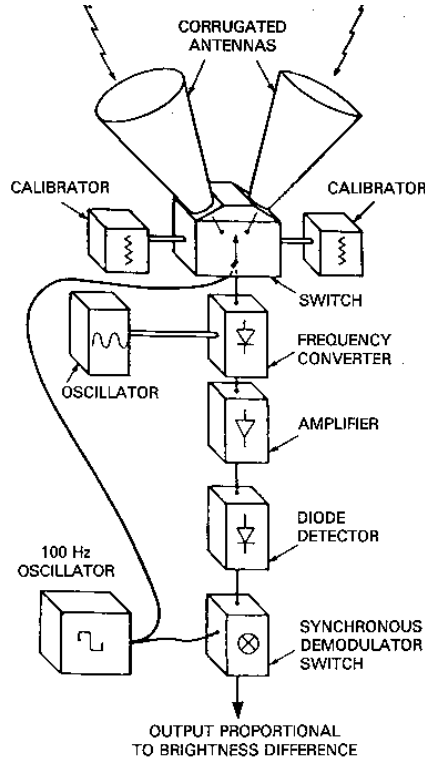 CORRUGATED
ANTENNAS
CALIBRATOR
CALIBRATOR
SWITCH
FREQUENCY
CONVERTER
OSCILLATOR
AMPLIFIER
DIODE
DETECTOR
100 Hz
OSCILLATOR
SYNCHRONOUS
DEMODULATOR
SWITCH
OUTPUT PROPORTIONAL
TO BRIGHTNESS DIFFERENCE